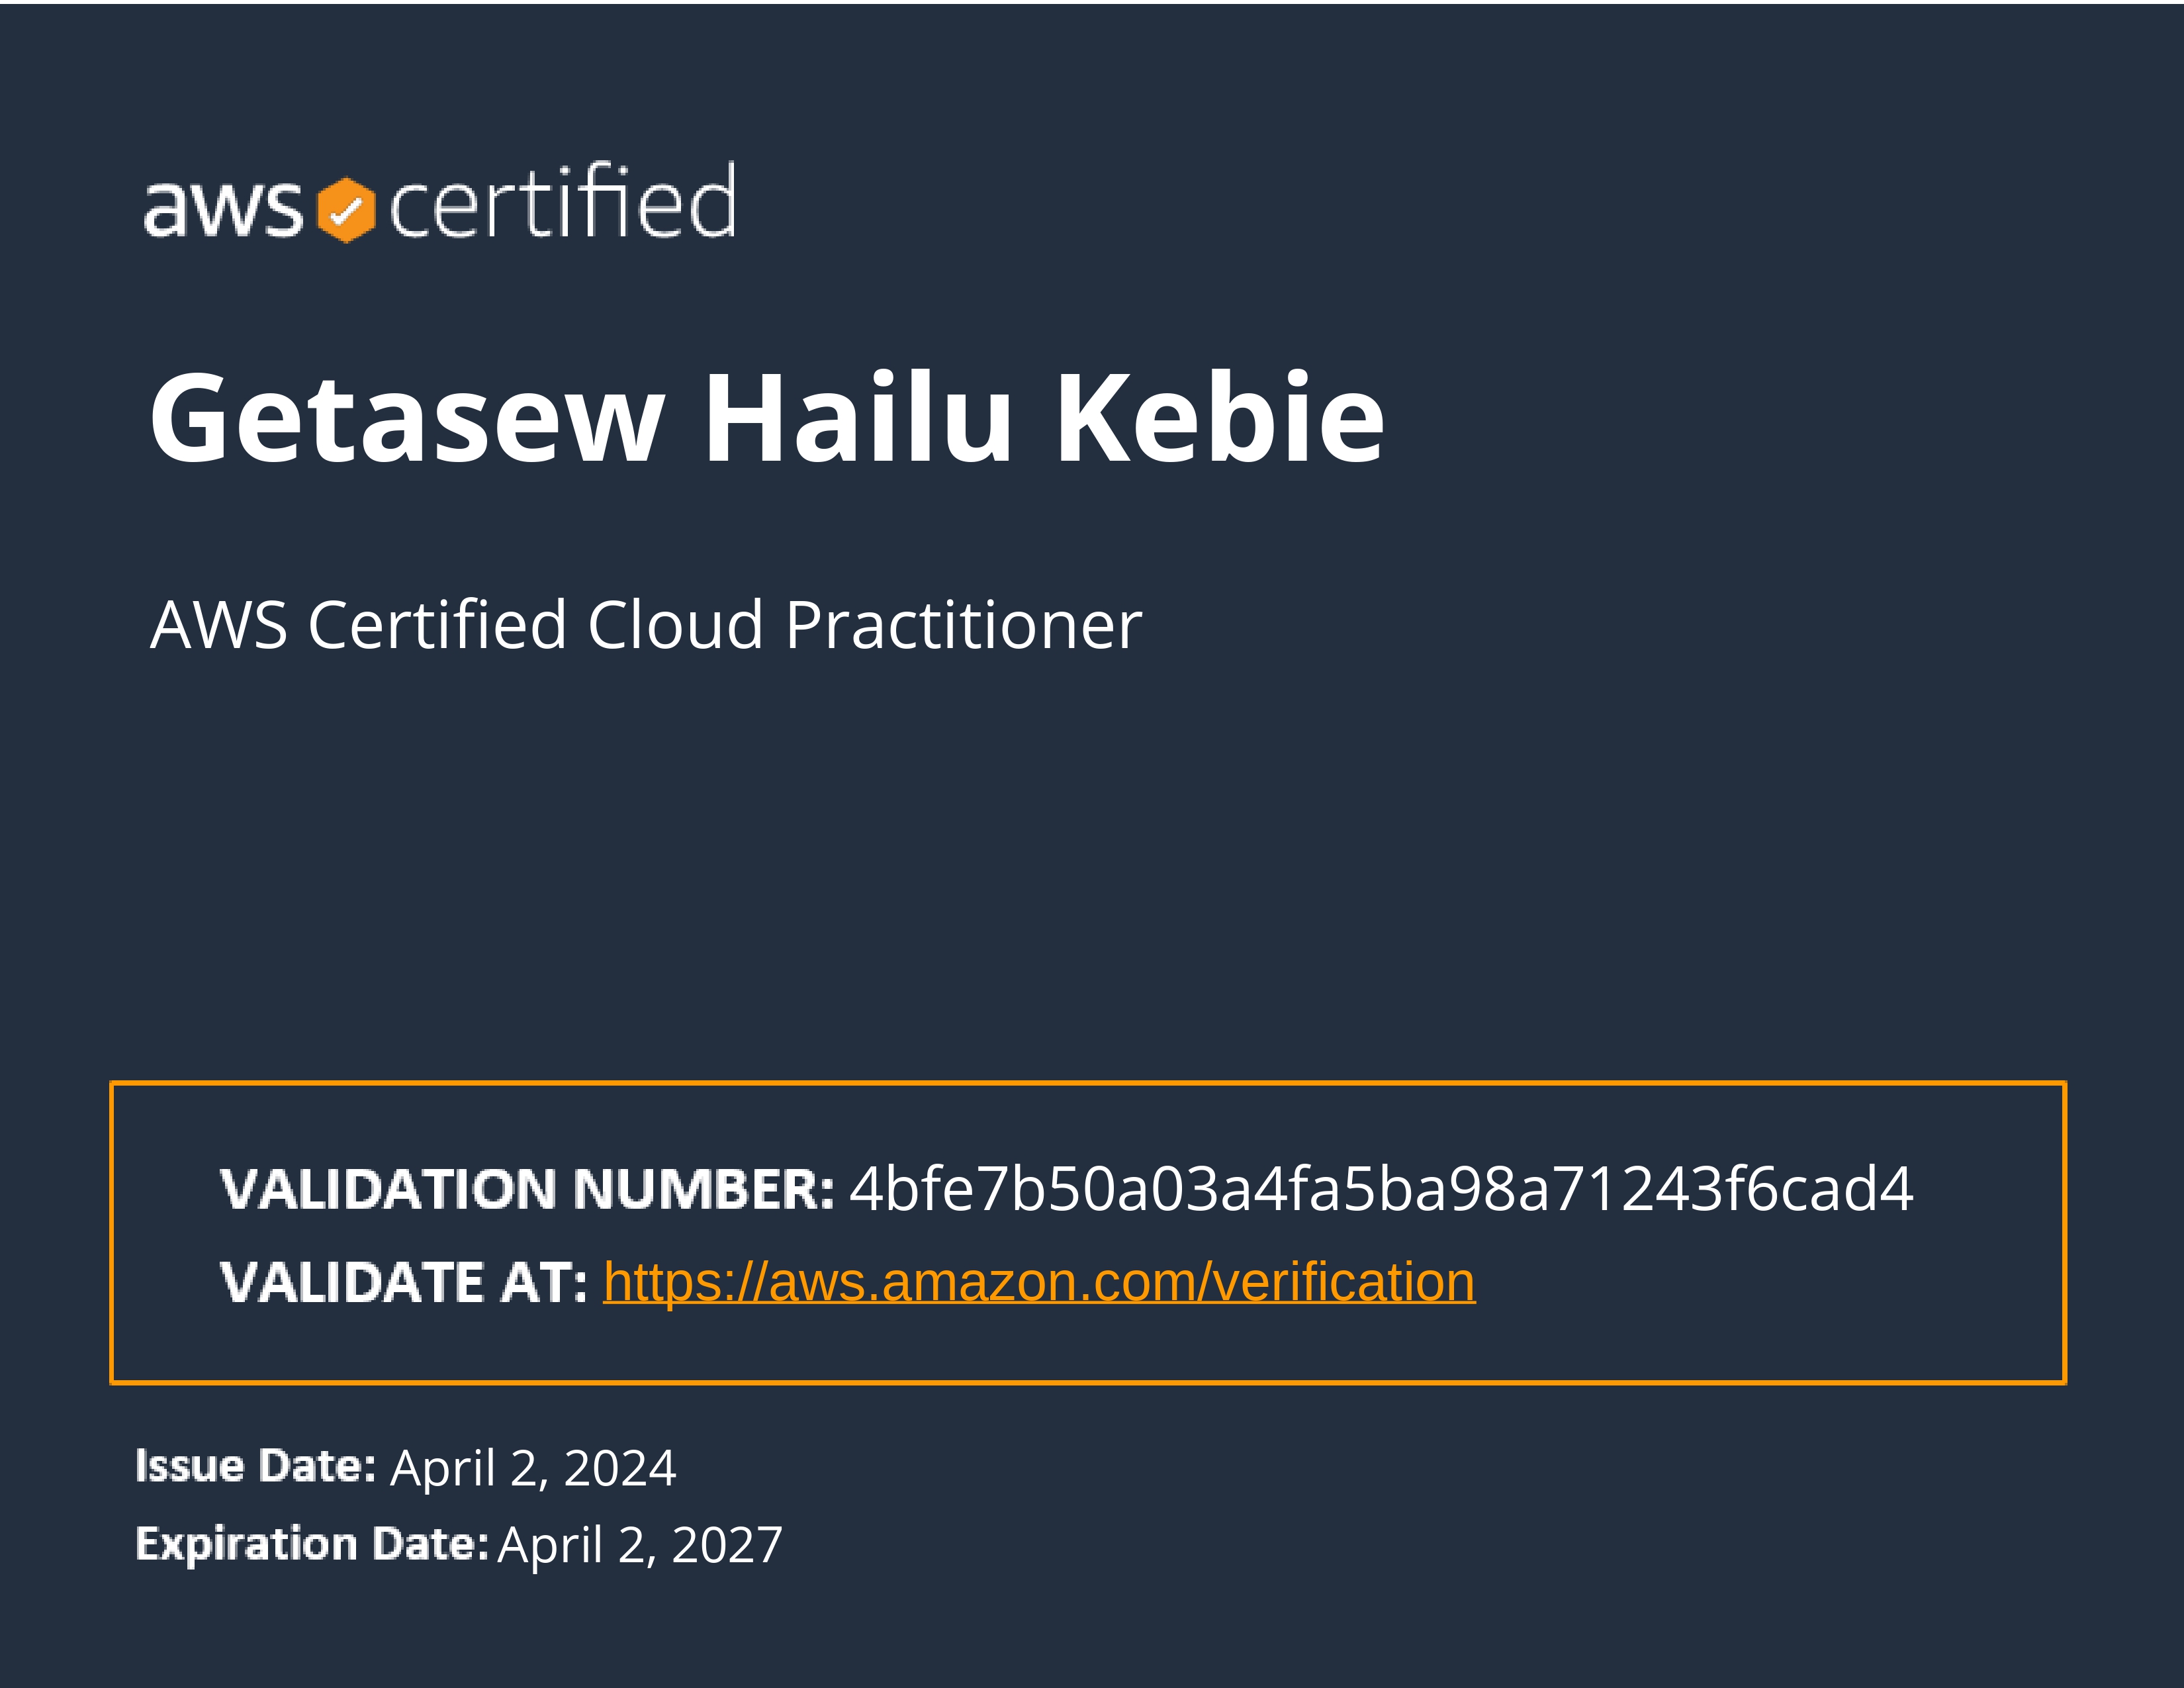 aws certified
Getasew Hailu Kebie
AWS Certified Cloud Practitioner
VALIDATION NUMBER: 4bfe7b50a03a4fa5ba98a71243f6cad4
VALIDATE AT: https://aws.amazon.com/verification
Issue Date: April 2, 2024
Expiration Date: April 2, 2027